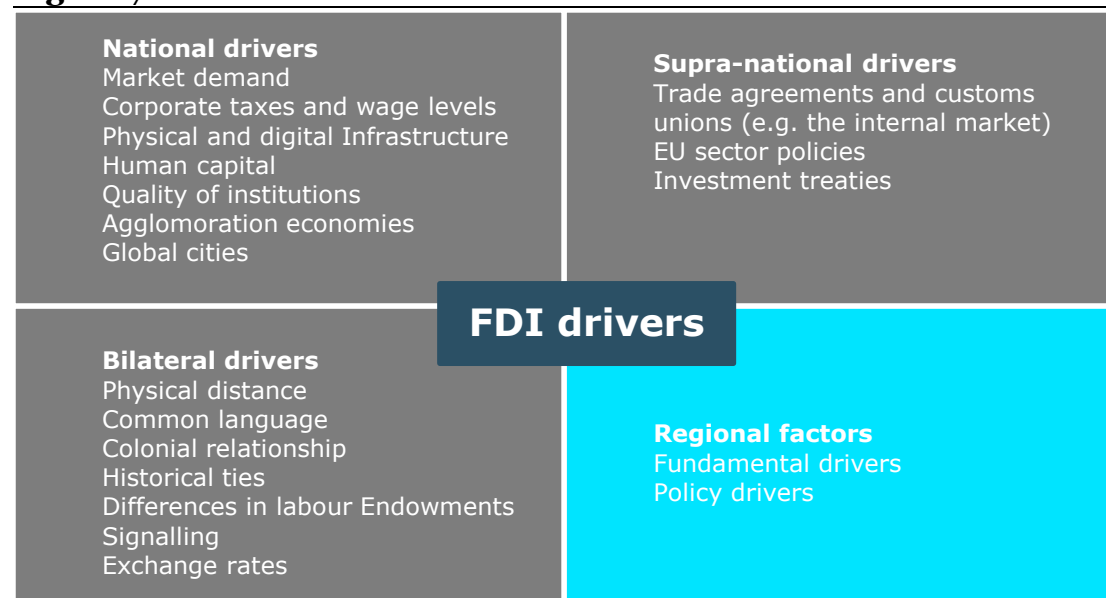 National drivers
Market demand
Corporate taxes and wage levels
Physical and digital Infrastructure
Human capital
Quality of institutions
Agglomoration economies
Global cities
Supra-national drivers
Trade agreements and customs
unions (e.g. the internal market)
EU sector policies
Investment treaties
FDI drivers
Bilateral drivers
Physical distance
Common language
Colonial relationship
Historical ties
Differences in labour Endowments
Signalling
Exchange rates
Regional factors
Fundamental drivers
Policy drivers